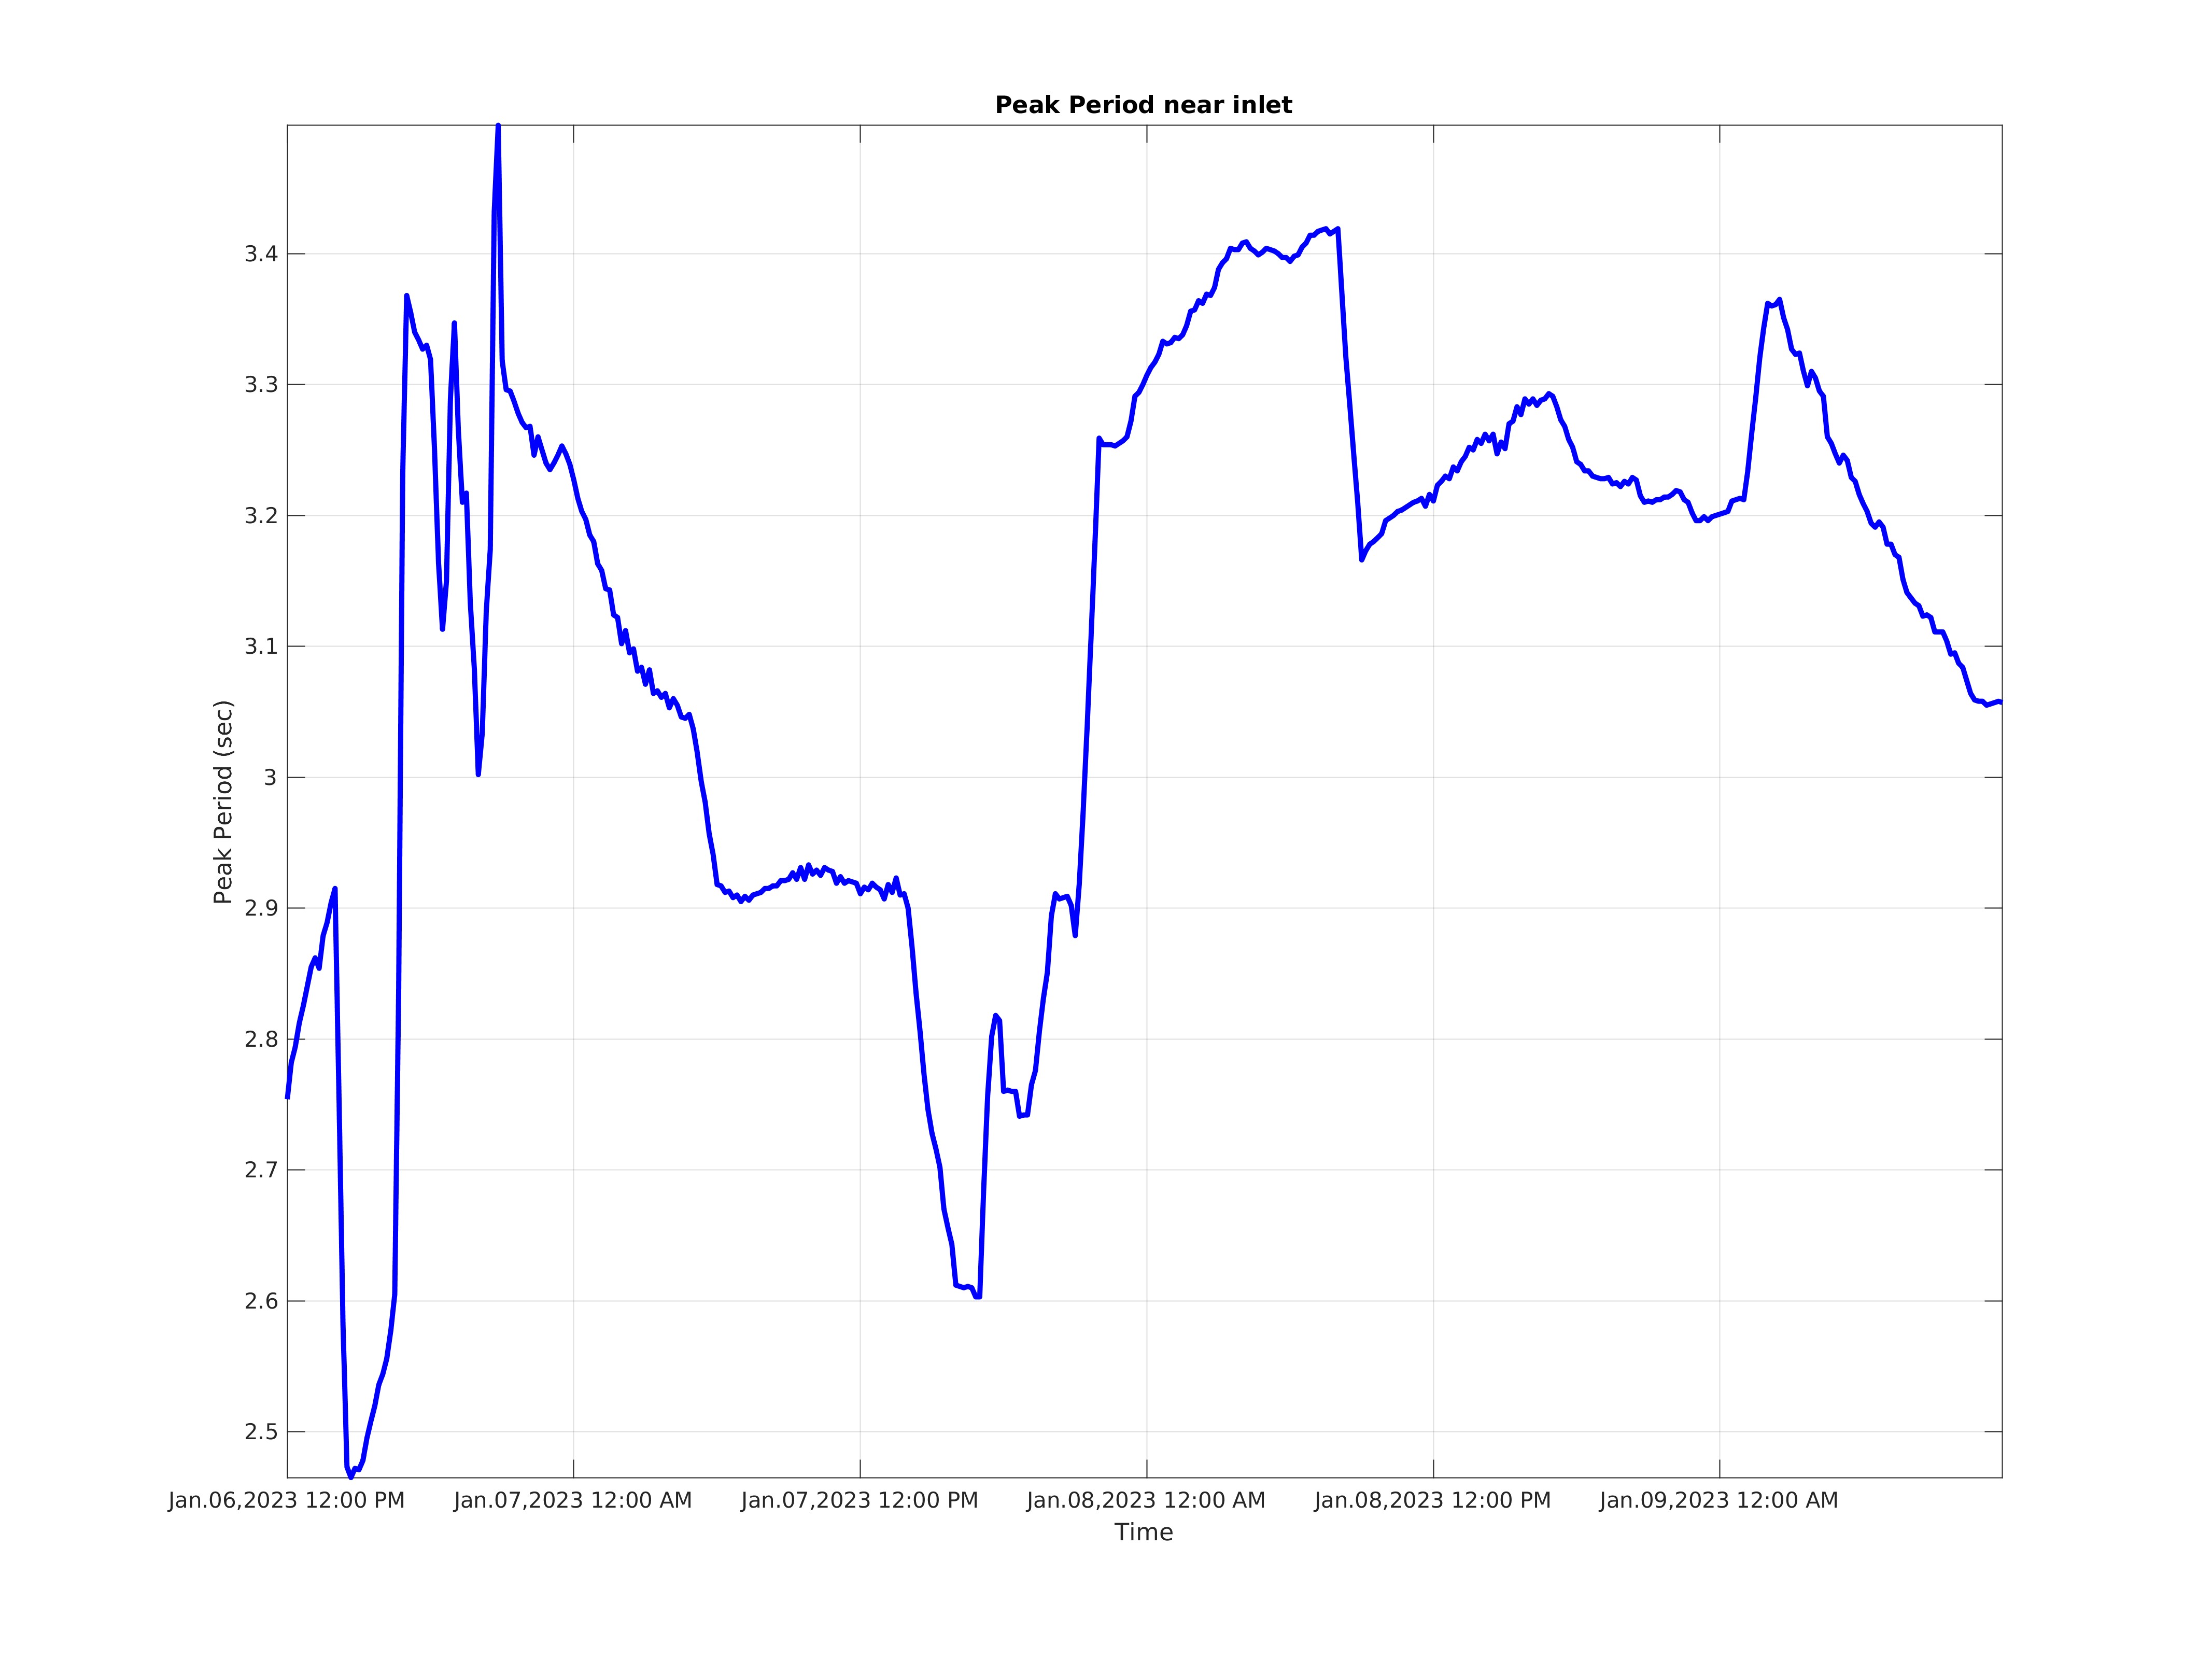 Peak Period near inlet
3.4
3.3
3.2
3.1
3
2.9
2.8
2.7
2.6
2.5
Peak Period (sec)
Jan.06,2023 12:00 PM Jan.07,2023 12:00 AM Jan.07,2023 12:00 PM Jan.08,2023 12:00 AM Jan.08,2023 12:00 PM Jan.09,2023 12:00 AM
Time